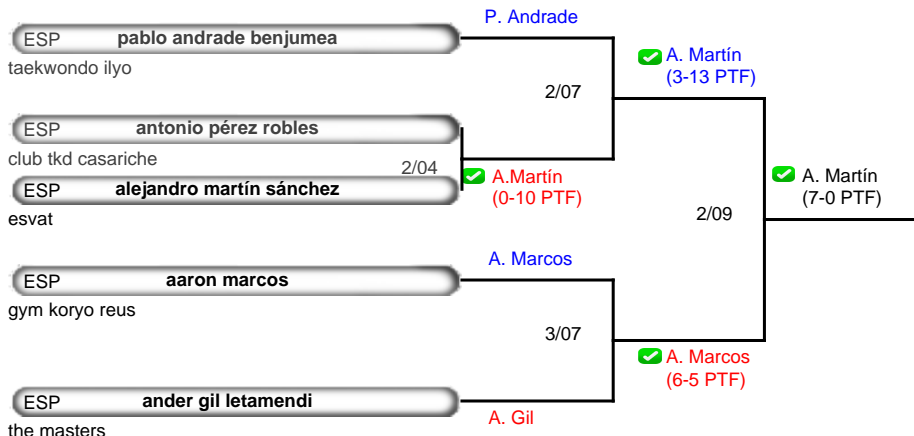 P. Andrade
ESP pablo andrade benjumea
taekwondo ilyo
A. Martín
(3-13 PTF)
2/07
ESP antonio pérez robles
club tkd casariche
2/04
ESP alejandro martín sánchez
esvat
A.Martín
(0-10 PTF)
A. Martín
(7-0 PTF)
2/09
A. Marcos
ESP aaron marcos
gym koryo reus
3/07
A. Marcos
(6-5 PTF)
ESP ander gil letamendi
the masters
A. Gil